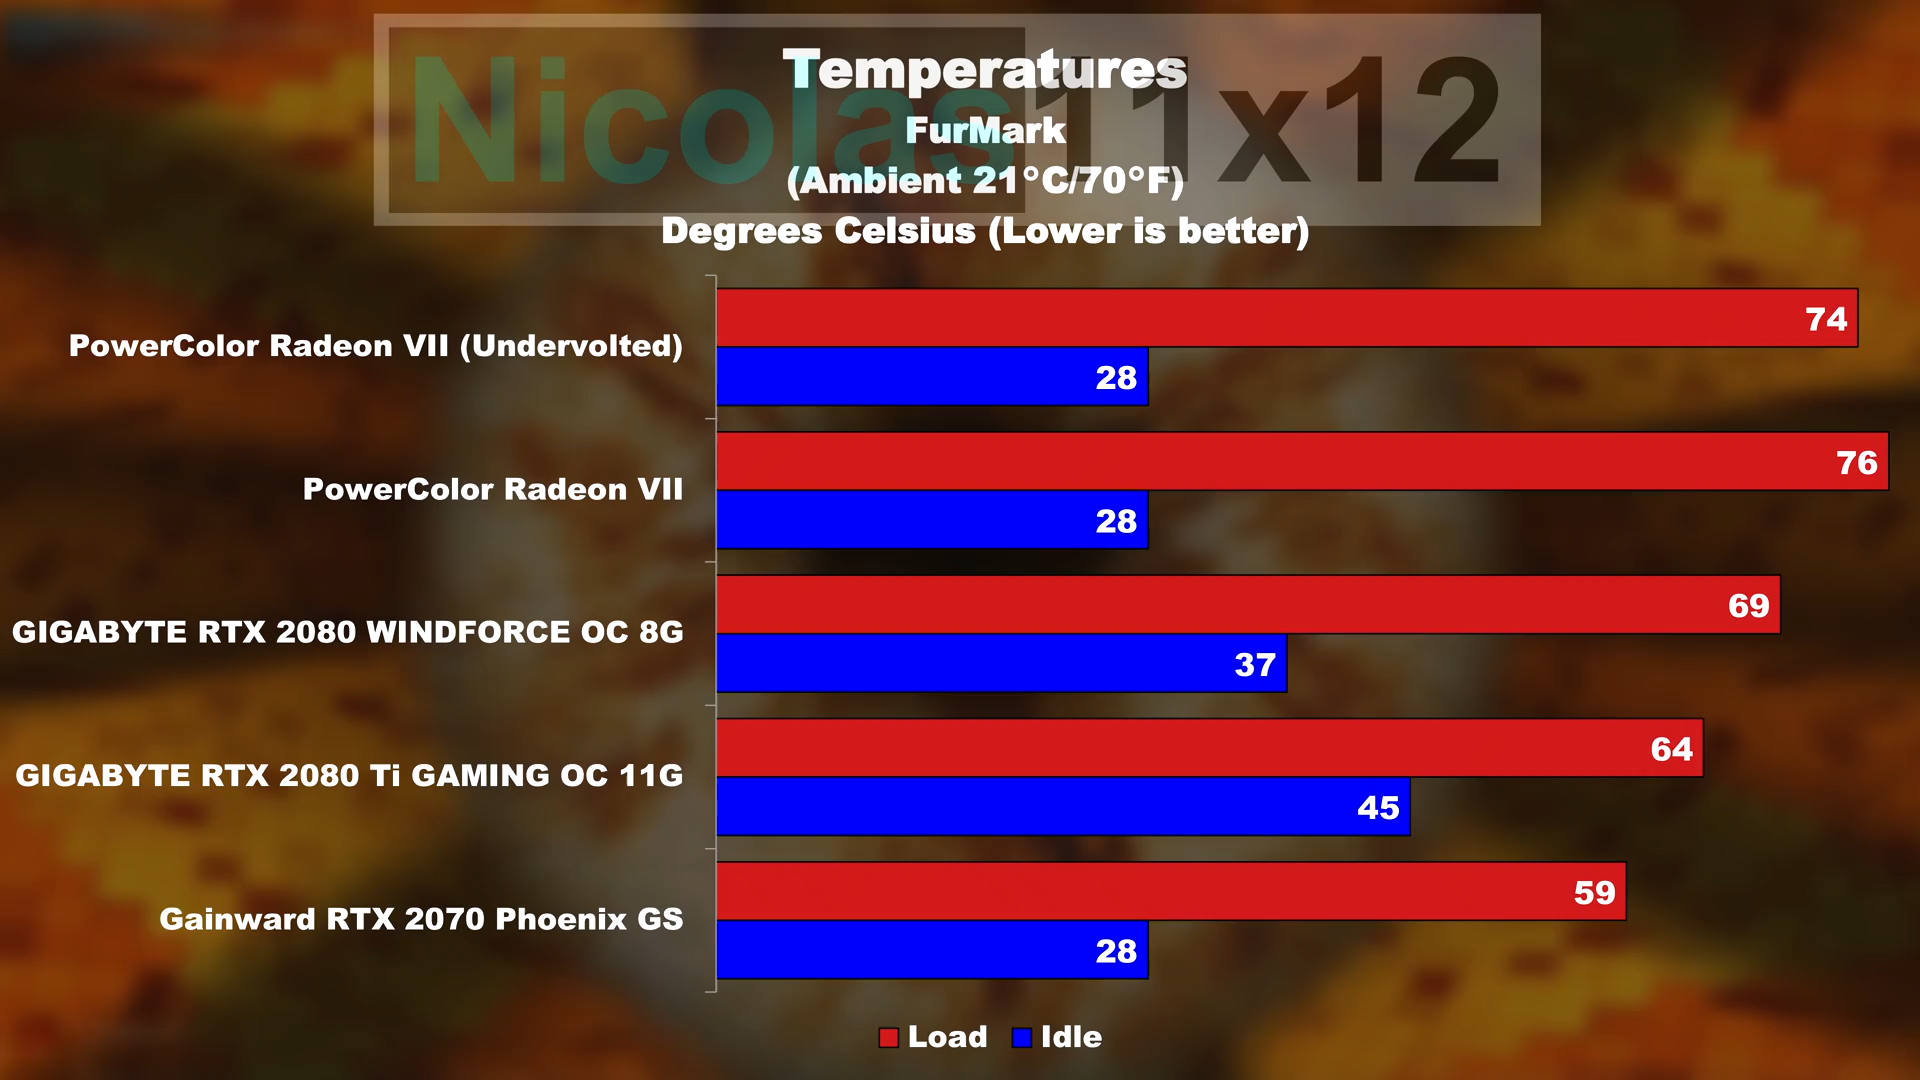 Nicolas11x12
Temperatures
FurMark
(Ambient 21°C/70°F)
Degrees Celsius (Lower is better)
PowerColor Radeon VII (Undervolted)
74
28
PowerColor Radeon VII
76
28
GIGABYTE RTX 2080 WINDFORCE OC 8G
69
37
GIGABYTE RTX 2080 Ti GAMING OC 11G
64
45
Gainward RTX 2070 Phoenix GS
59
28
Load Idle